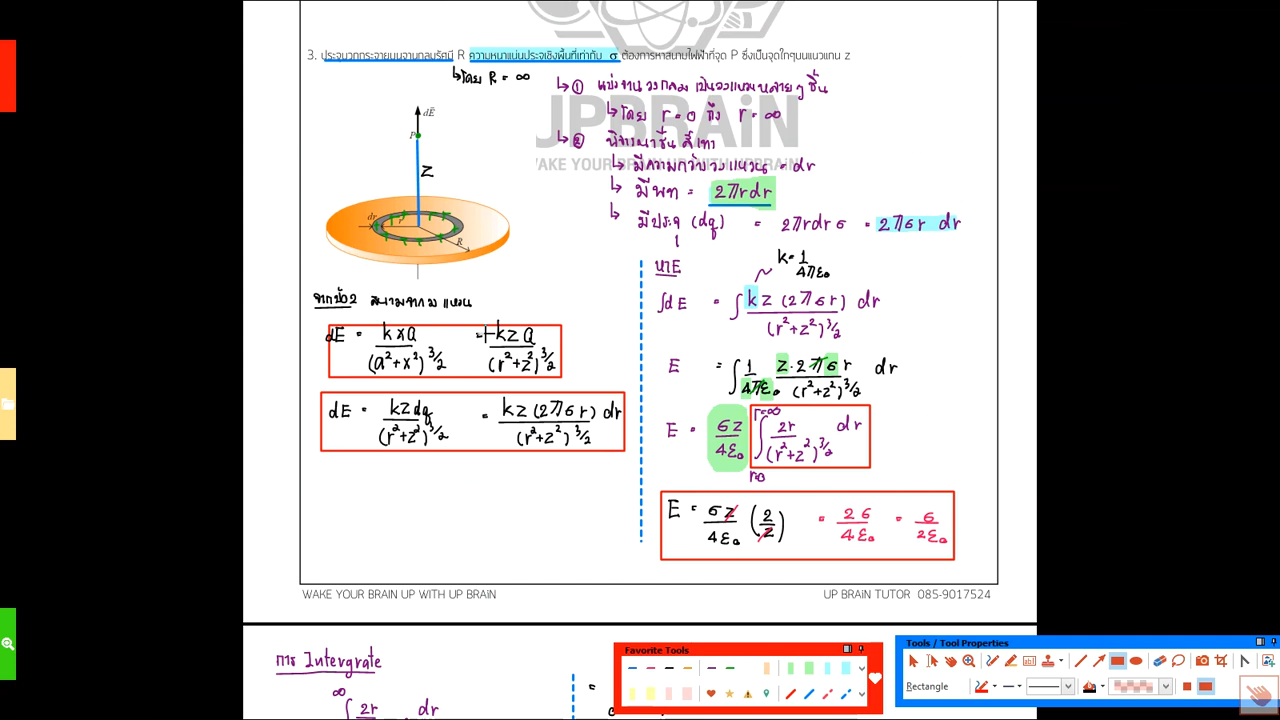 UPBRAiN
WAKE YOUR BRAIN UP WITH UPBRAiN
3. ประจุบวกกระจายบนจานกลมรัศมี R ความหนาแน่นประจุเชิงพื้นที่เท่ากับ σ ต้องการหาสนามไฟฟ้าที่จุด P ซึ่งเป็นจุดใดๆบนแนวแกน z
↳ โดย R = ∞
↳ ① แบ่งจานวงกลม เป็นวงแหวนหลายๆ ชิ้น
↳ โดย r = 0 ถึง r = ∞
↳ ② พิจารณาชิ้นสีเทา
↳ มีความกว้างวงแหวน = dr
↳ มีพท = 2πrdr
↳ มีประจุ (dq) = 2πrdrσ = 2πσr dr
dE
P
Z
dr
r
R
จากข้อ 2 สนามจากวงแหวน
dE = kxQ / (a²+x²)^3/2 = kzQ / (r²+z²)^3/2
dE = kzdq / (r²+z²)^3/2 = kz(2πσr) dr / (r²+z²)^3/2
หาE
k = 1 / 4πε₀
∫dE = ∫ kz(2πσr) / (r²+z²)^3/2 dr
E = ∫ 1 / 4πε₀ z·2πσr / (r²+z²)^3/2 dr
E = σz / 4ε₀ ∫ r=0 r=∞ 2r / (r²+z²)^3/2 dr
E = σz / 4ε₀ (2/z) = 2σ / 4ε₀ = σ / 2ε₀
WAKE YOUR BRAiN UP WITH UP BRAiN
UP BRAiN TUTOR 085-9017524
การ Intergrate
∞
∫ 2r dr
=
Favorite Tools
Tools / Tool Properties
Rectangle